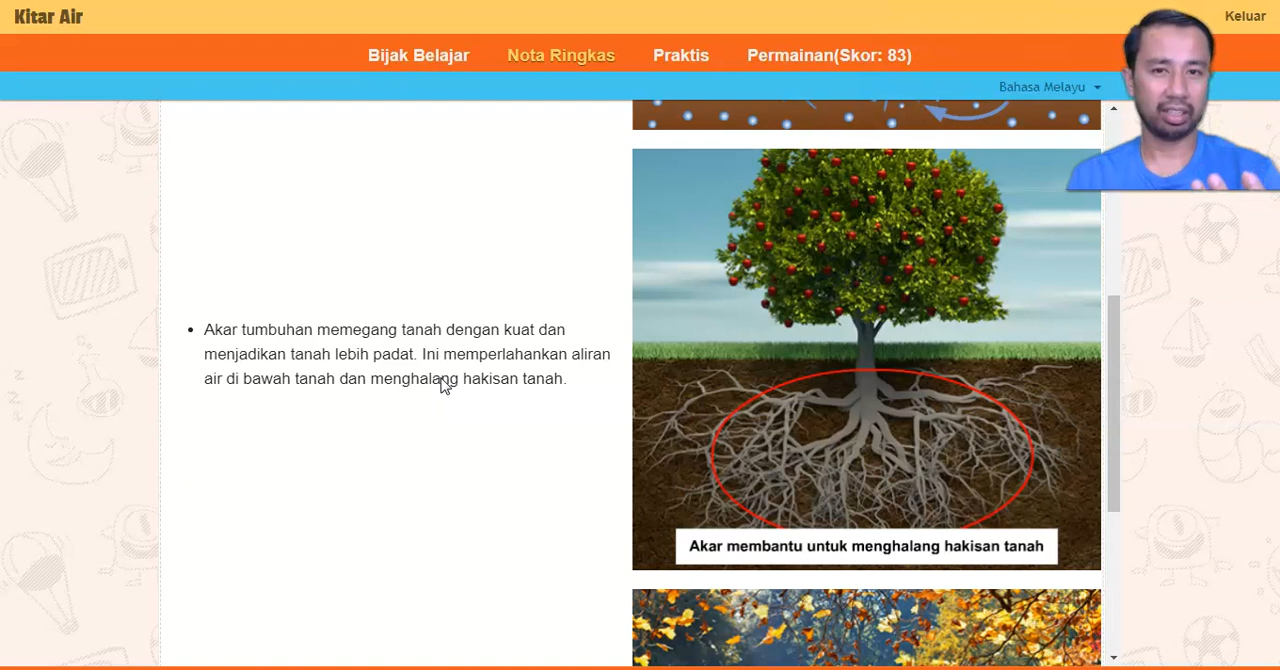 Kitar Air
Keluar
Bijak Belajar
Nota Ringkas
Praktis
Permainan(Skor: 83)
Bahasa Melayu
Akar tumbuhan memegang tanah dengan kuat dan
menjadikan tanah lebih padat. Ini memperlahankan aliran
air di bawah tanah dan menghalang hakisan tanah.
Akar membantu untuk menghalang hakisan tanah